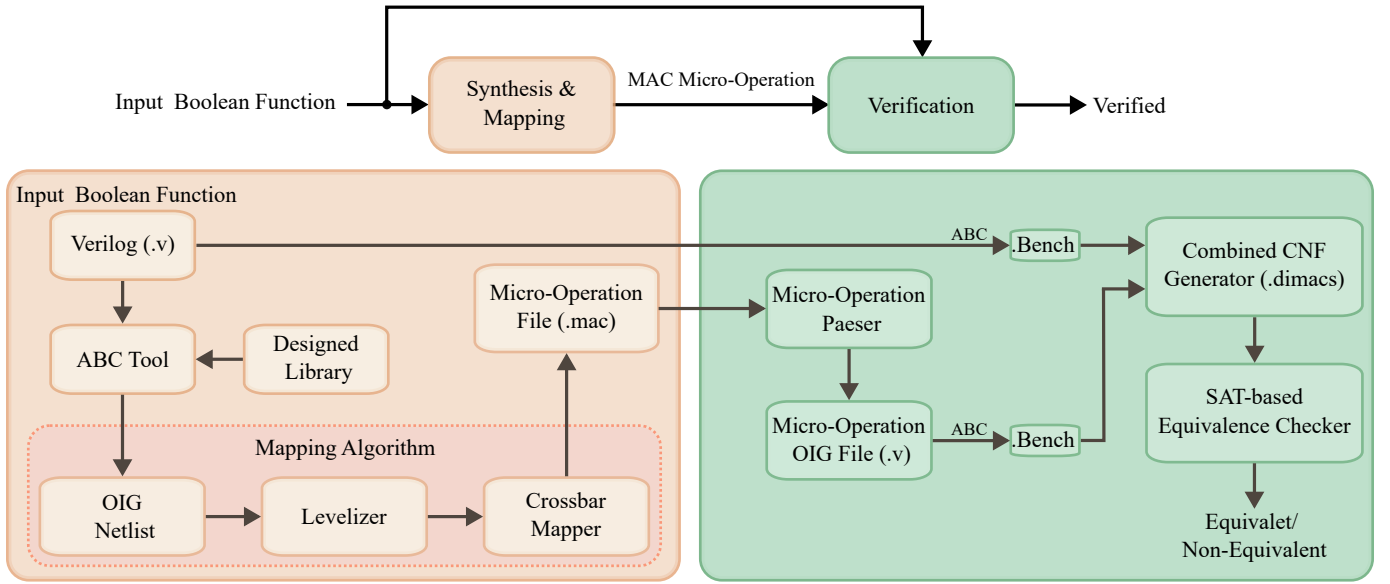 Input Boolean Function
Synthesis &
Mapping
MAC Micro-Operation
Verification
Verified
Input Boolean Function
Verilog (.v)
ABC Tool
Designed
Library
Micro-Operation
File (.mac)
Mapping Algorithm
OIG
Netlist
Levelizer
Crossbar
Mapper
ABC
.Bench
Combined CNF
Generator (.dimacs)
Micro-Operation
Paeser
Micro-Operation
OIG File (.v)
ABC
.Bench
SAT-based
Equivalence Checker
Equivalet/
Non-Equivalent